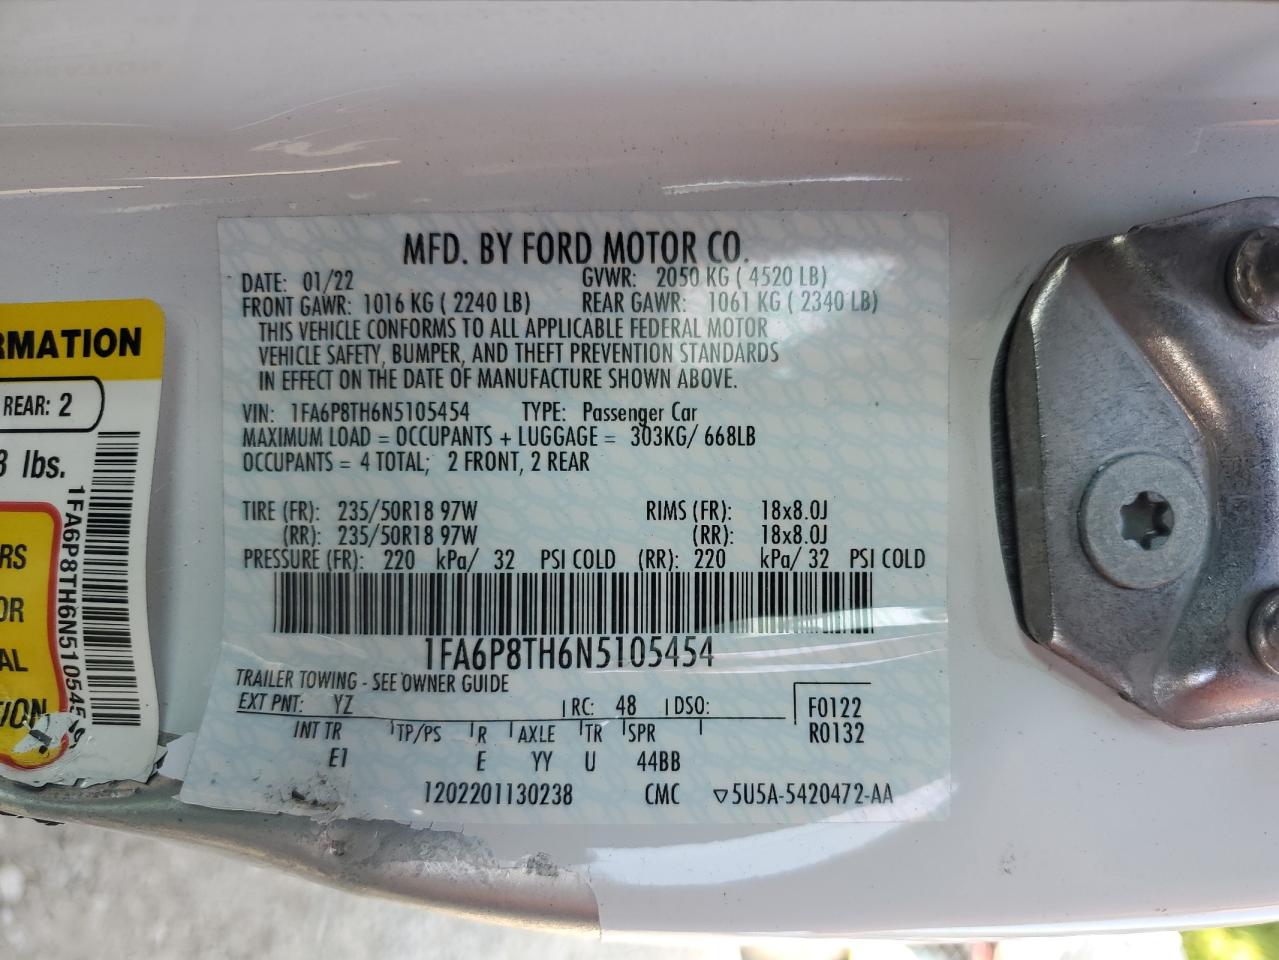 MFD. BY FORD MOTOR CO.
DATE: 01/22 GVWR: 2050 KG ( 4520 LB)
FRONT GAWR: 1016 KG ( 2240 LB) REAR GAWR: 1061 KG ( 2340 LB)
THIS VEHICLE CONFORMS TO ALL APPLICABLE FEDERAL MOTOR
VEHICLE SAFETY, BUMPER, AND THEFT PREVENTION STANDARDS
IN EFFECT ON THE DATE OF MANUFACTURE SHOWN ABOVE.
VIN: 1FA6P8TH6N5105454 TYPE: Passenger Car
MAXIMUM LOAD = OCCUPANTS + LUGGAGE = 303KG/ 668LB
OCCUPANTS = 4 TOTAL; 2 FRONT, 2 REAR
TIRE (FR): 235/50R18 97W RIMS (FR): 18x8.0J
(RR): 235/50R18 97W (RR): 18x8.0J
PRESSURE (FR): 220 kPa/ 32 PSI COLD (RR): 220 kPa/ 32 PSI COLD
1FA6P8TH6N5105454
TRAILER TOWING - SEE OWNER GUIDE
EXT PNT: YZ RC: 48 DSO: F0122
INT TR TP/PS R AXLE TR SPR R0132
E1 E YY U 44BB
1202201130238 CMC ▽5U5A-5420472-AA
RMATION
REAR: 2
8 lbs.
1FA6P8TH6N510545
RS
OR
AL
ION